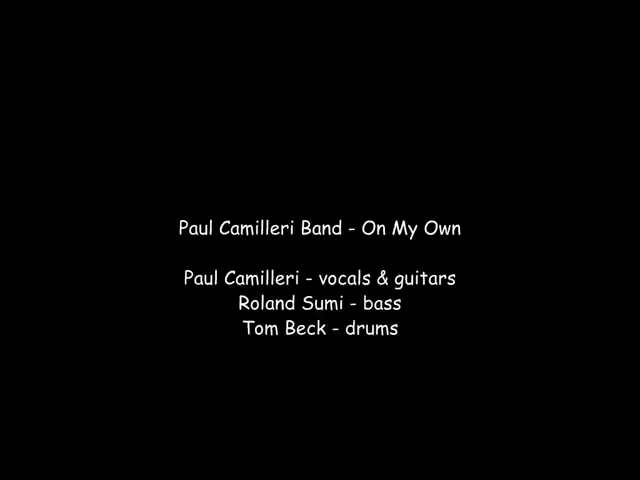 Paul Camilleri Band - On My Own
Paul Camilleri - vocals & guitars
Roland Sumi - bass
Tom Beck - drums